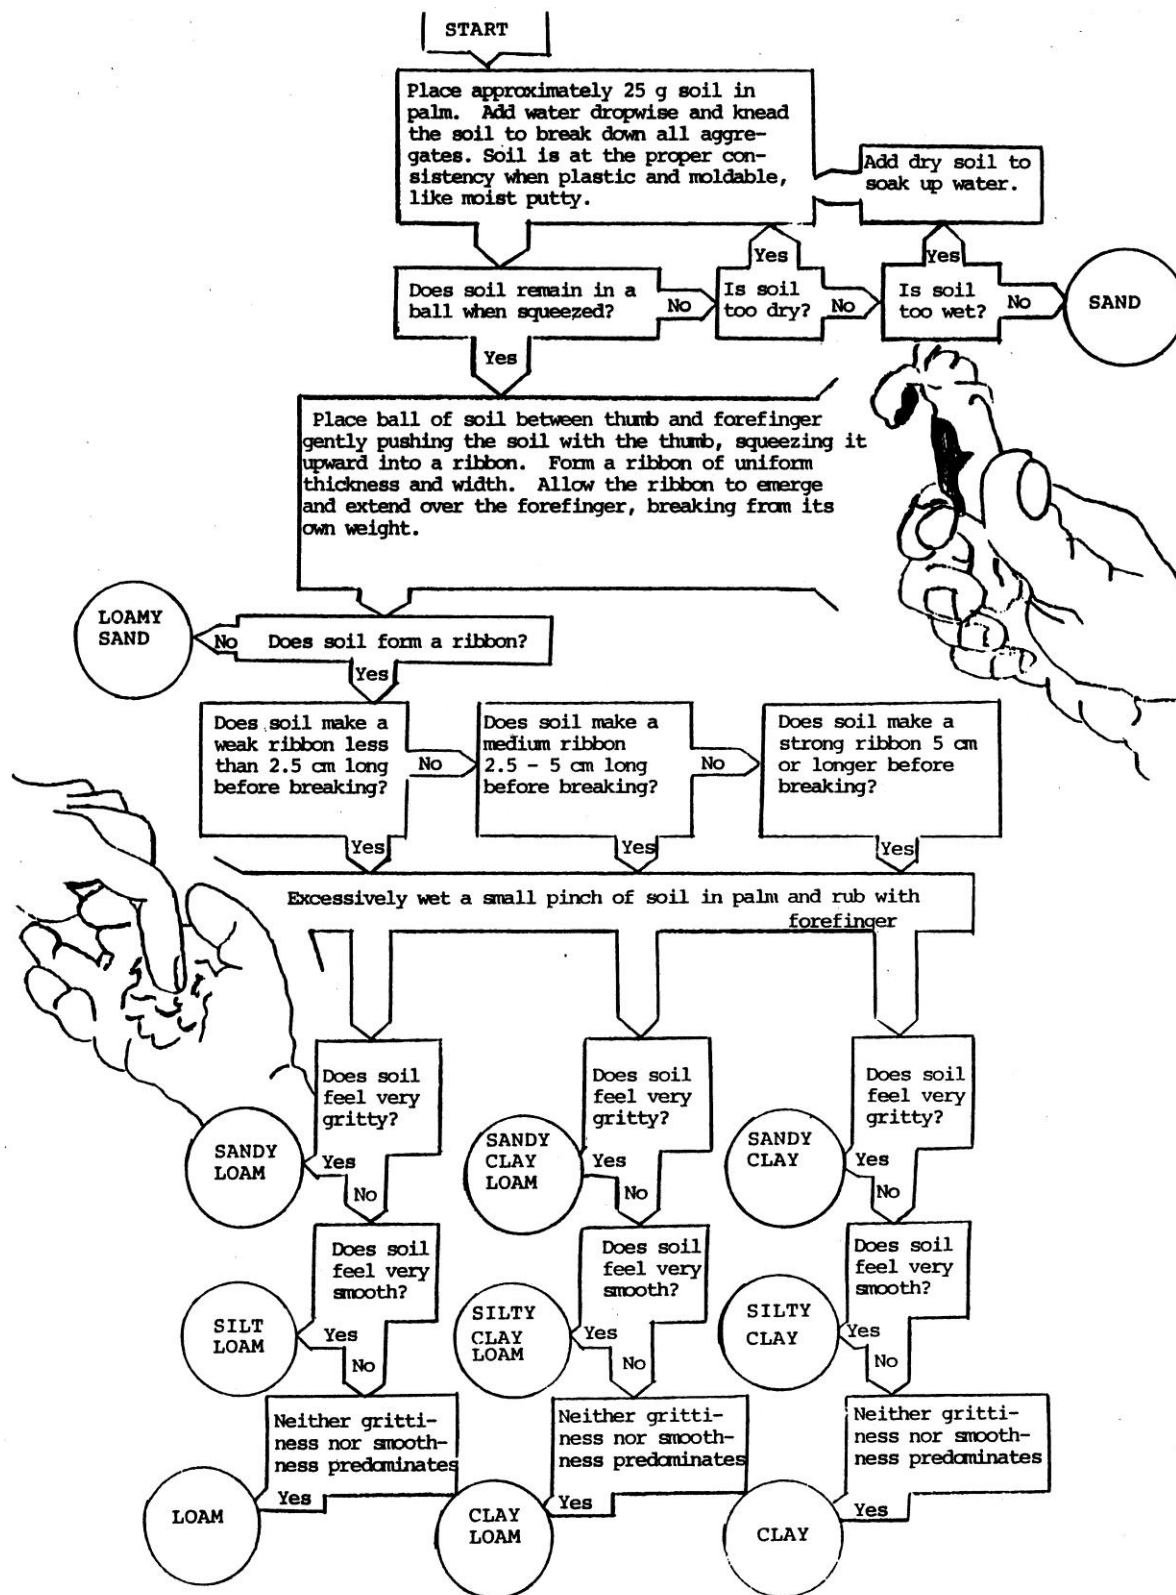 START
Place approximately 25 g soil in
palm.  Add water dropwise and knead
the soil to break down all aggre-
gates. Soil is at the proper con-
sistency when plastic and moldable,
like moist putty.
Add dry soil to
soak up water.
Yes
Yes
Does soil remain in a
ball when squeezed?
No
Is soil
too dry?
No
Is soil
too wet?
No
SAND
Yes
Place ball of soil between thumb and forefinger
gently pushing the soil with the thumb, squeezing it
upward into a ribbon.  Form a ribbon of uniform
thickness and width.  Allow the ribbon to emerge
and extend over the forefinger, breaking from its
own weight.
LOAMY
SAND
No
Does soil form a ribbon?
Yes
Does soil make a
weak ribbon less
than 2.5 cm long
before breaking?
No
Does soil make a
medium ribbon
2.5 - 5 cm long
before breaking?
No
Does soil make a
strong ribbon 5 cm
or longer before
breaking?
Yes
Yes
Yes
Excessively wet a small pinch of soil in palm and rub with
forefinger
Does soil
feel very
gritty?
Does soil
feel very
gritty?
Does soil
feel very
gritty?
SANDY
LOAM
Yes
No
SANDY
CLAY
LOAM
Yes
No
SANDY
CLAY
Yes
No
Does soil
feel very
smooth?
Does soil
feel very
smooth?
Does soil
feel very
smooth?
SILT
LOAM
Yes
No
SILTY
CLAY
LOAM
Yes
No
SILTY
CLAY
Yes
No
Neither gritti-
ness nor smooth-
ness predominates
Neither gritti-
ness nor smooth-
ness predominates
Neither gritti-
ness nor smooth-
ness predominates
LOAM
Yes
CLAY
LOAM
Yes
CLAY
Yes